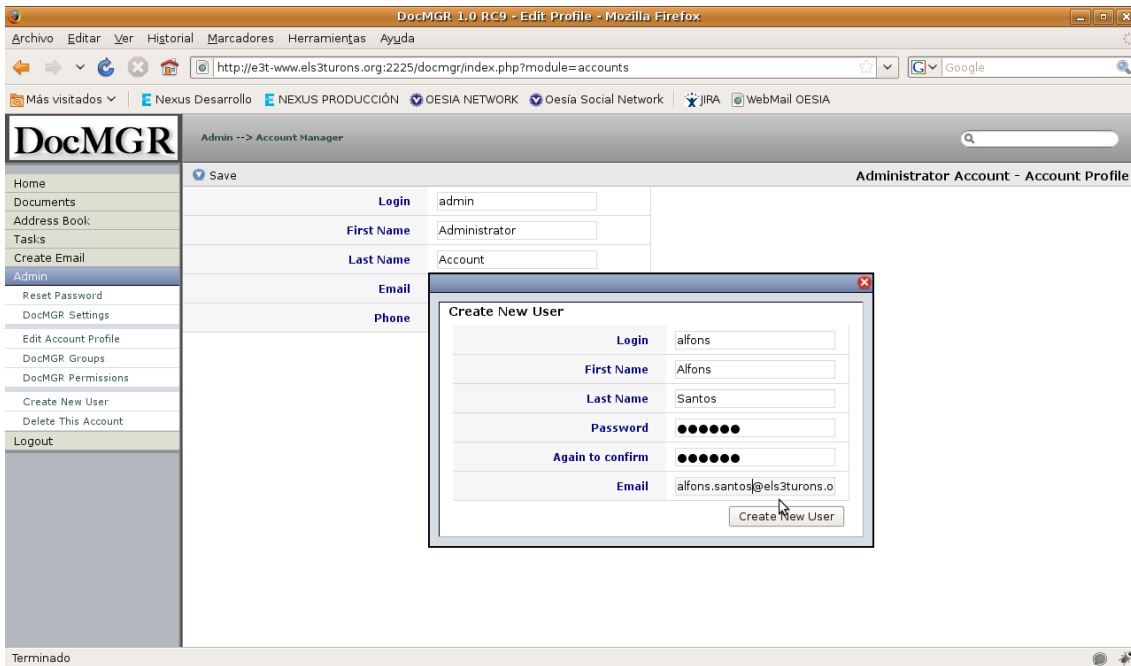 DocMGR 1.0 RC9 - Edit Profile - Mozilla Firefox
Archivo Editar Ver Historial Marcadores Herramientas Ayuda
http://e3t-www.els3turons.org:2225/docmgr/index.php?module=accounts
G Google
Más visitados E Nexus Desarrollo E NEXUS PRODUCCIÓN OESIA NETWORK Oesía Social Network JIRA WebMail OESIA
DocMGR
Admin --> Account Manager
Save
Administrator Account - Account Profile
Home
Documents
Address Book
Tasks
Create Email
Admin
Reset Password
DocMGR Settings
Edit Account Profile
DocMGR Groups
DocMGR Permissions
Create New User
Delete This Account
Logout
Login admin
First Name Administrator
Last Name Account
Email
Phone
Create New User
Login alfons
First Name Alfons
Last Name Santos
Password ●●●●●●
Again to confirm ●●●●●●
Email alfons.santos@els3turons.o
Create New User
Terminado